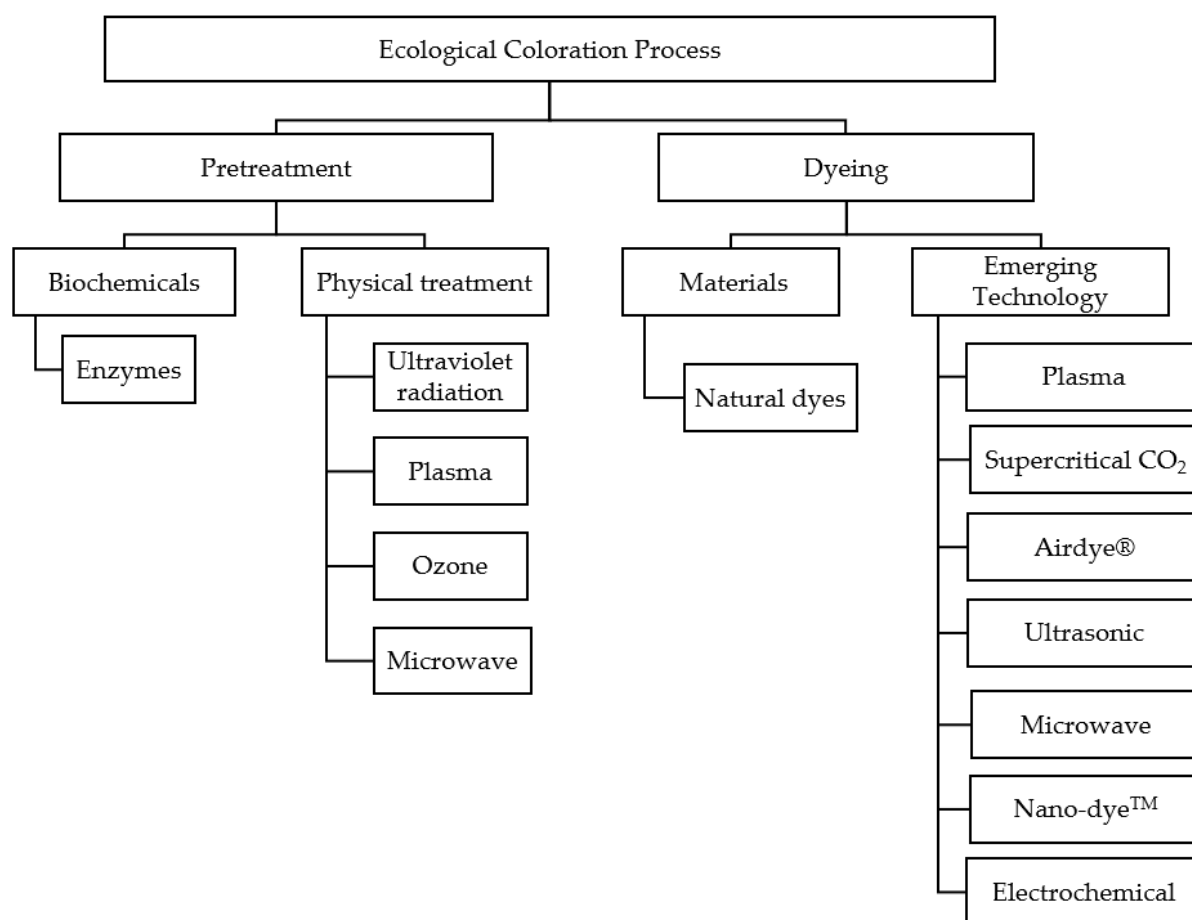 Ecological Coloration Process
Pretreatment
Dyeing
Biochemicals
Physical treatment
Materials
Emerging
Technology
Enzymes
Ultraviolet
radiation
Plasma
Ozone
Microwave
Natural dyes
Plasma
Supercritical CO₂
Airdye®
Ultrasonic
Microwave
Nano-dye™
Electrochemical